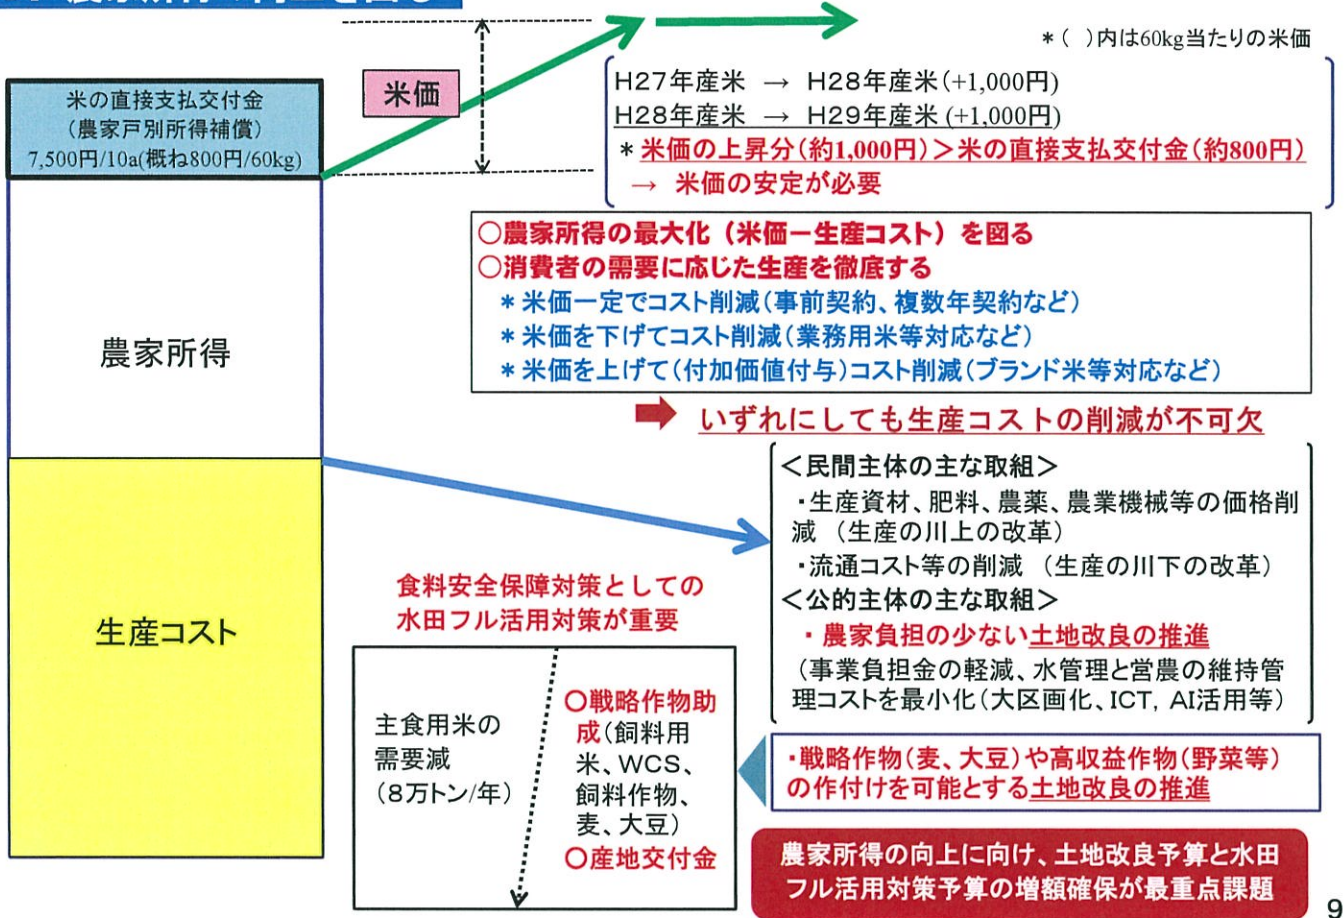 農家所得の向上を図る
*( )内は60kg当たりの米価
米の直接支払交付金
(農家戸別所得補償)
7,500円/10a(概ね800円/60kg)
米価
H27年産米 → H28年産米(+1,000円)
H28年産米 → H29年産米(+1,000円)
* 米価の上昇分(約1,000円)>米の直接支払交付金(約800円)
→ 米価の安定が必要
農家所得
○農家所得の最大化(米価ー生産コスト)を図る
○消費者の需要に応じた生産を徹底する
*米価一定でコスト削減(事前契約、複数年契約など)
*米価を下げてコスト削減(業務用米等対応など)
*米価を上げて(付加価値付与)コスト削減(ブランド米等対応など)
いずれにしても生産コストの削減が不可欠
生産コスト
<民間主体の主な取組>
・生産資材、肥料、農薬、農業機械等の価格削
減 (生産の川上の改革)
・流通コスト等の削減 (生産の川下の改革)
<公的主体の主な取組>
・農家負担の少ない土地改良の推進
(事業負担金の軽減、水管理と営農の維持管
理コストを最小化(大区画化、ICT, AI活用等)
食料安全保障対策としての
水田フル活用対策が重要
主食用米の
需要減
(8万トン/年)
○戦略作物助
成(飼料用
米、WCS、
飼料作物、
麦、大豆)
○産地交付金
・戦略作物(麦、大豆)や高収益作物(野菜等)
の作付けを可能とする土地改良の推進
農家所得の向上に向け、土地改良予算と水田
フル活用対策予算の増額確保が最重点課題
9